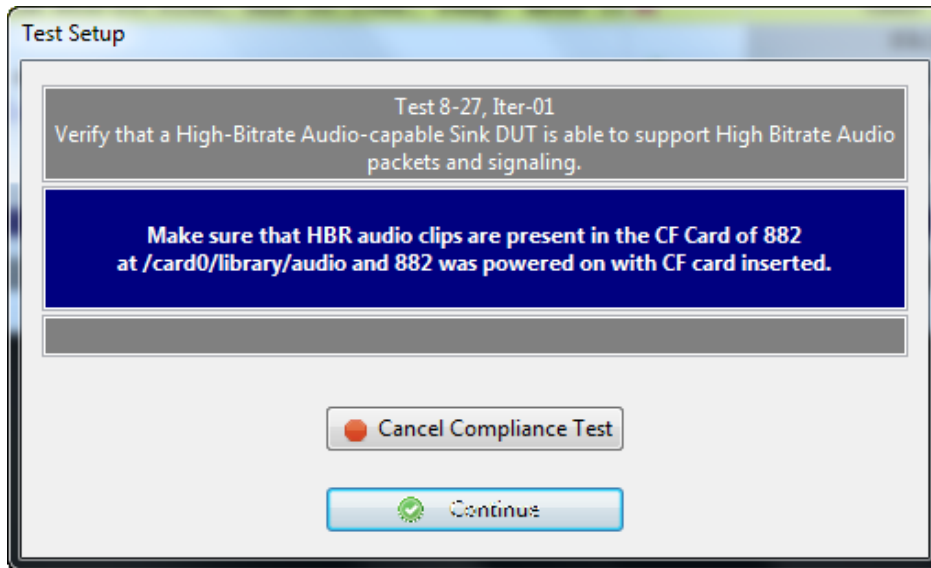 Test Setup
Test 8-27, Iter-01
Verify that a High-Bitrate Audio-capable Sink DUT is able to support High Bitrate Audio
packets and signaling.
Make sure that HBR audio clips are present in the CF Card of 882
at /card0/library/audio and 882 was powered on with CF card inserted.
Cancel Compliance Test
Continue